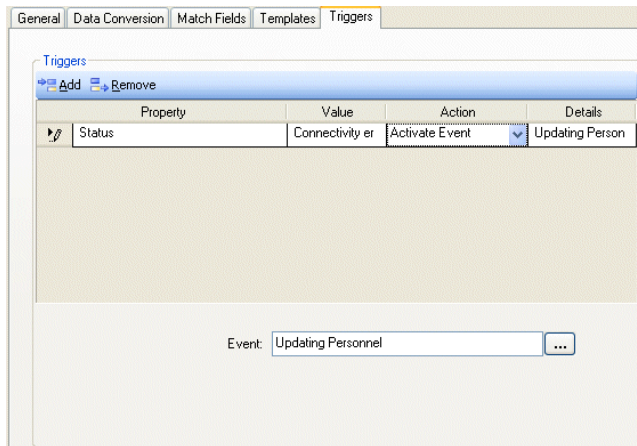 General Data Conversion Match Fields Templates Triggers
Triggers
Add Remove
Property Value Action Details
Status Connectivity er Activate Event Updating Person
Event: Updating Personnel ...